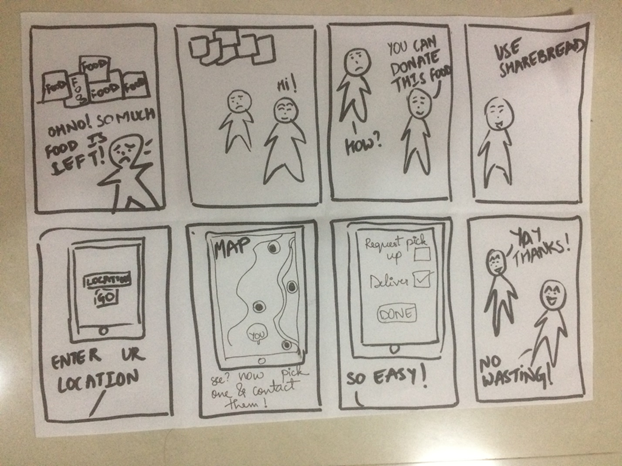 FOOD
FOOD
FOOD
FOOD
FOOD
OH NO! SO MUCH
FOOD IS
LEFT!
Hi!
YOU CAN
DONATE
THIS FOOD
HOW?
USE
SHAREBREAD
LOCATION
GO
ENTER UR
LOCATION
MAP
YOU
see? now pick
one & contact
them!
Request pick
up
Deliver
DONE
SO EASY!
YAY
THANKS!
NO
WASTING!